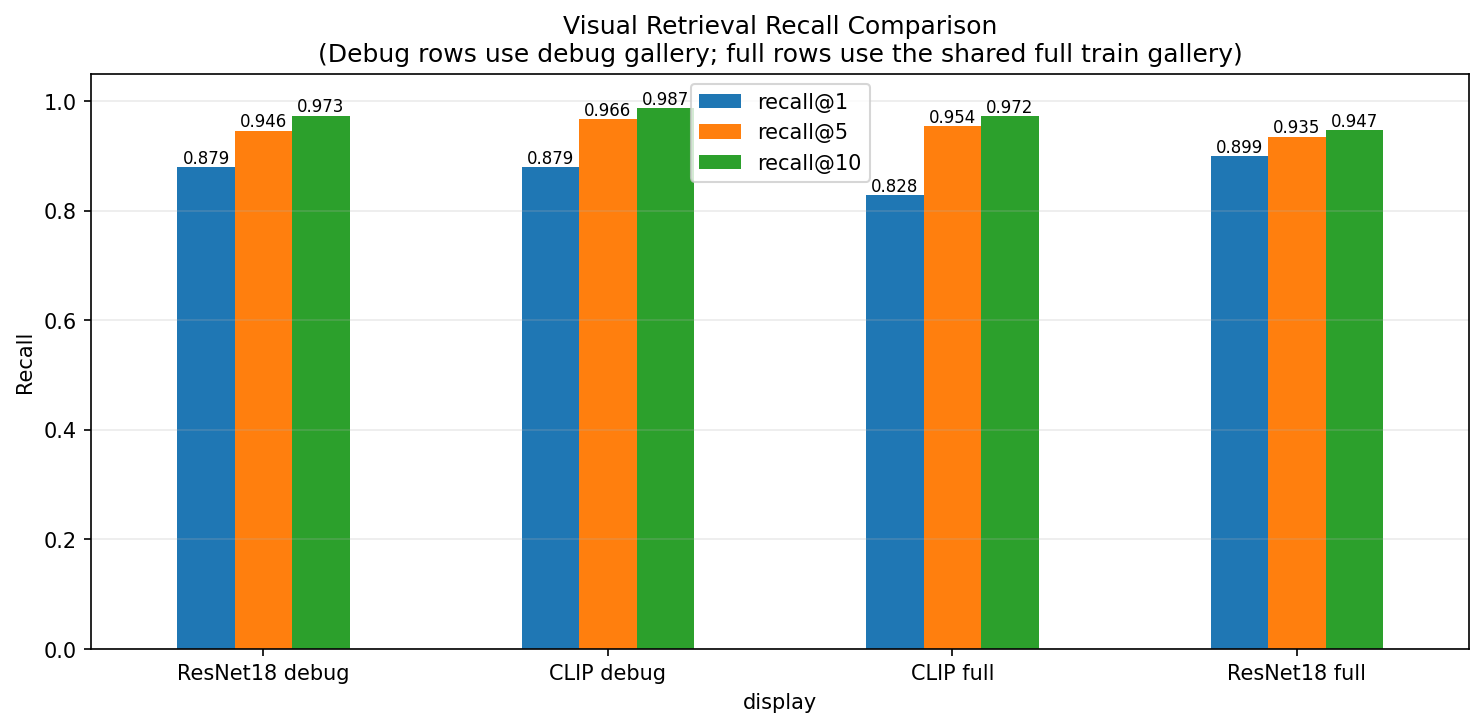 Visual Retrieval Recall Comparison
(Debug rows use debug gallery; full rows use the shared full train gallery)
recall@1
recall@5
recall@10
0.879
0.946
0.973
0.879
0.966
0.987
0.828
0.954
0.972
0.899
0.935
0.947
1.0
0.8
0.6
0.4
0.2
0.0
Recall
ResNet18 debug
CLIP debug
CLIP full
ResNet18 full
display